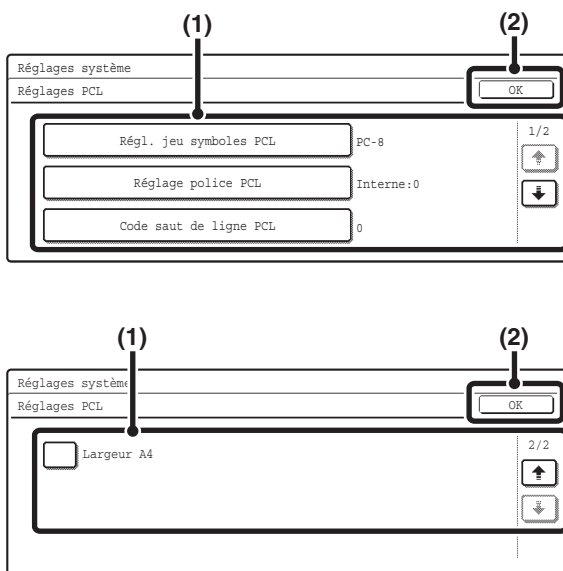 (1) (2)
Réglages système
Réglages PCL OK
Régl. jeu symboles PCL PC-8 1/2
Réglage police PCL Interne:0
Code saut de ligne PCL 0
(1) (2)
Réglages système
Réglages PCL OK
Largeur A4 2/2